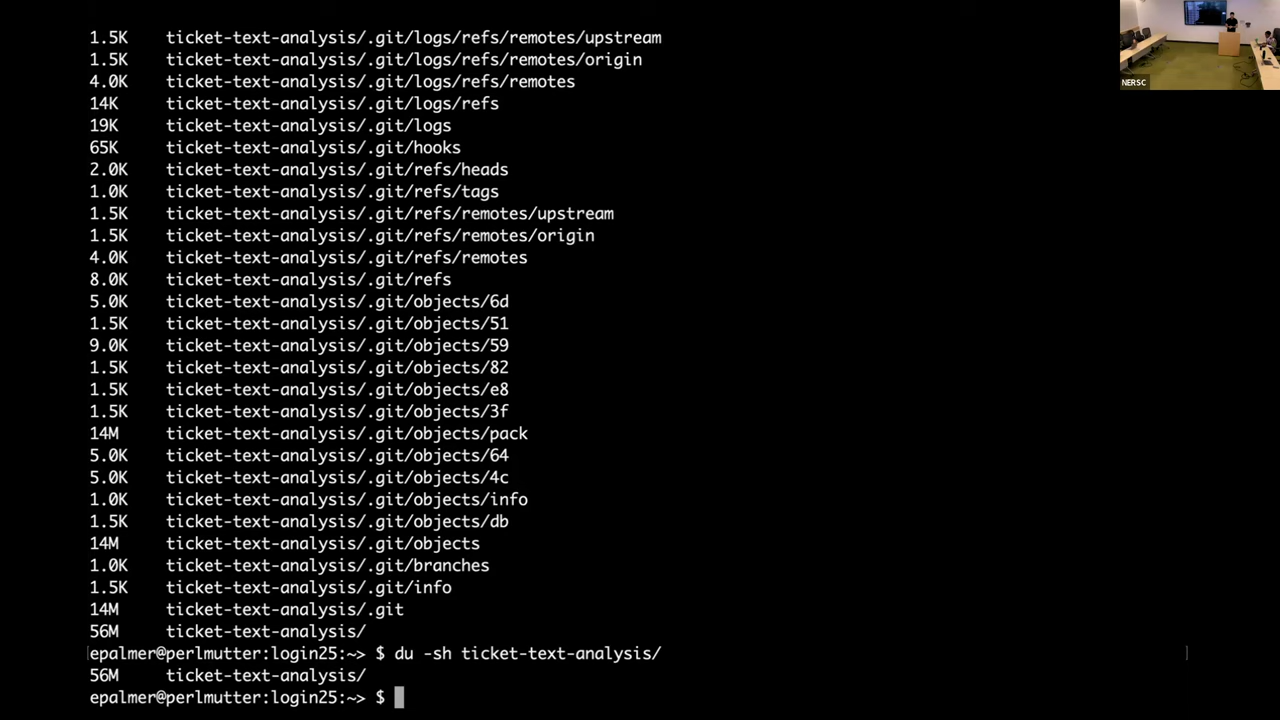 1.5K ticket-text-analysis/.git/logs/refs/remotes/upstream
1.5K ticket-text-analysis/.git/logs/refs/remotes/origin
4.0K ticket-text-analysis/.git/logs/refs/remotes
14K ticket-text-analysis/.git/logs/refs
19K ticket-text-analysis/.git/logs
65K ticket-text-analysis/.git/hooks
2.0K ticket-text-analysis/.git/refs/heads
1.0K ticket-text-analysis/.git/refs/tags
1.5K ticket-text-analysis/.git/refs/remotes/upstream
1.5K ticket-text-analysis/.git/refs/remotes/origin
4.0K ticket-text-analysis/.git/refs/remotes
8.0K ticket-text-analysis/.git/refs
5.0K ticket-text-analysis/.git/objects/6d
1.5K ticket-text-analysis/.git/objects/51
9.0K ticket-text-analysis/.git/objects/59
1.5K ticket-text-analysis/.git/objects/82
1.5K ticket-text-analysis/.git/objects/e8
1.5K ticket-text-analysis/.git/objects/3f
14M ticket-text-analysis/.git/objects/pack
5.0K ticket-text-analysis/.git/objects/64
5.0K ticket-text-analysis/.git/objects/4c
1.0K ticket-text-analysis/.git/objects/info
1.5K ticket-text-analysis/.git/objects/db
14M ticket-text-analysis/.git/objects
1.0K ticket-text-analysis/.git/branches
1.5K ticket-text-analysis/.git/info
14M ticket-text-analysis/.git
56M ticket-text-analysis/
epalmer@perlmutter:login25:~> $ du -sh ticket-text-analysis/
56M ticket-text-analysis/
epalmer@perlmutter:login25:~> $
NERSC